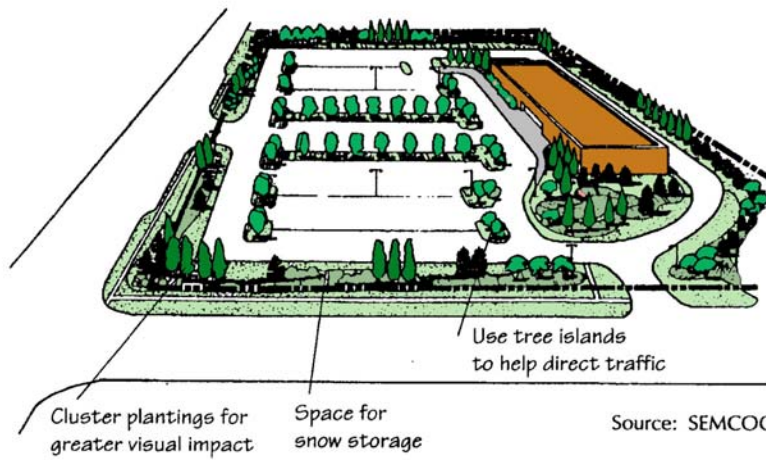 Use tree islands
to help direct traffic
Cluster plantings for
greater visual impact
Space for
snow storage
Source: SEMCOG